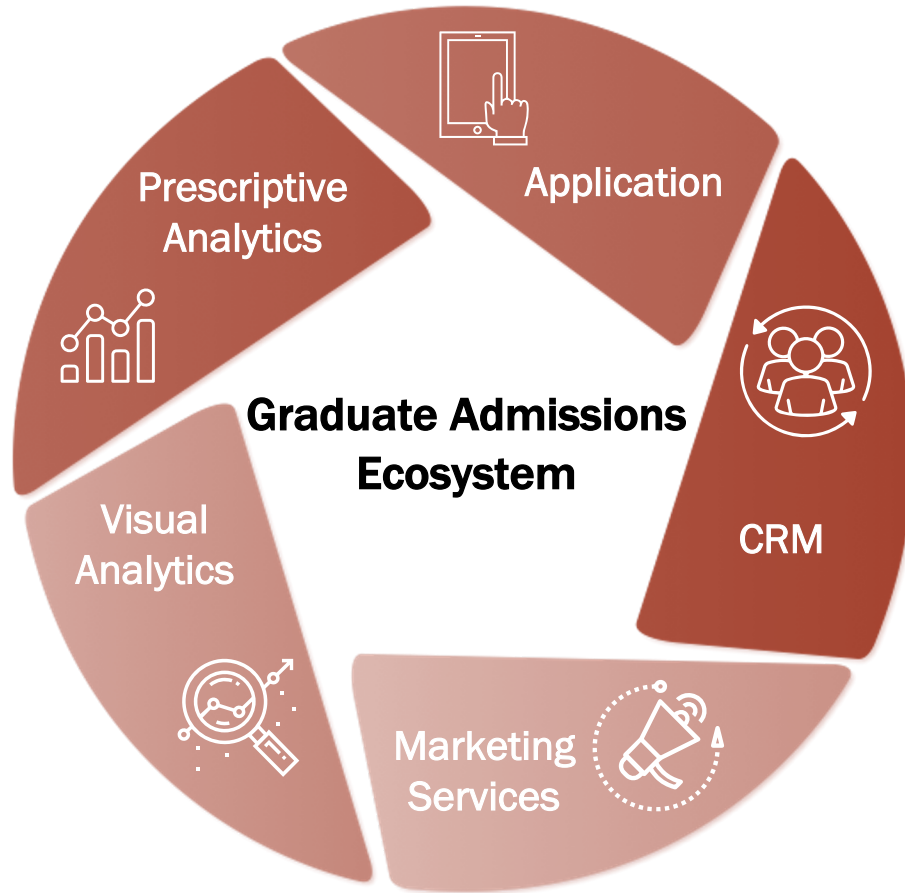 Application
Prescriptive
Analytics
Graduate Admissions
Ecosystem
CRM
Visual
Analytics
Marketing
Services